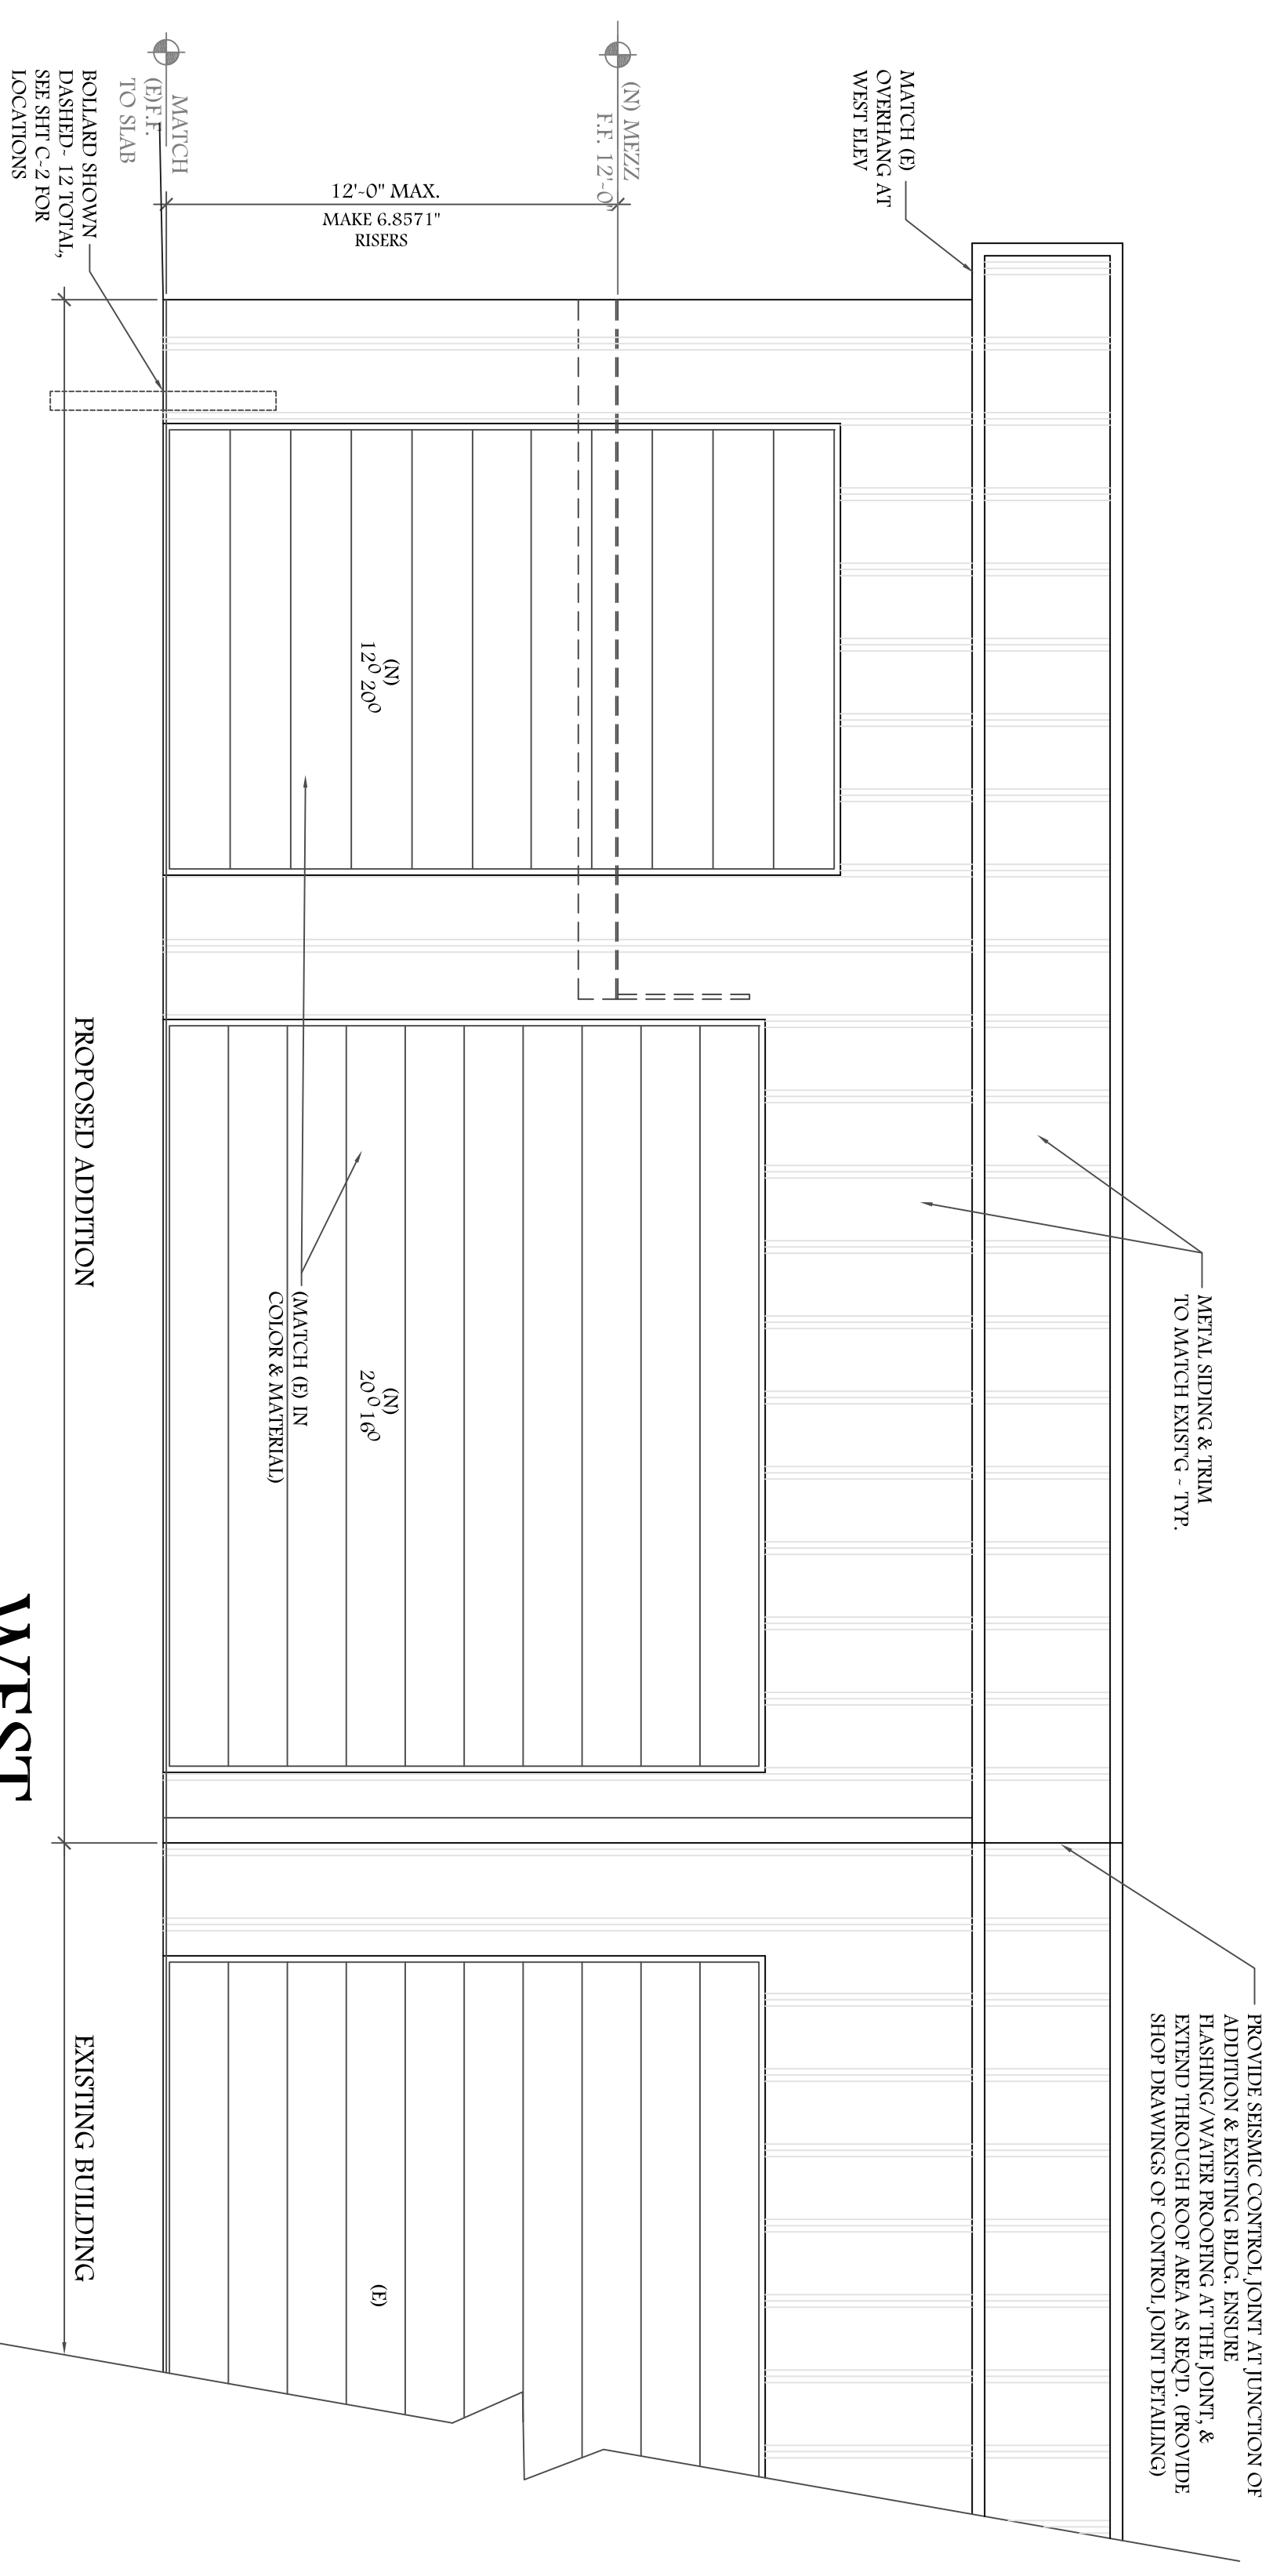 MATCH (E)
OVERHANG AT
WEST ELEV
METAL SIDING & TRIM
TO MATCH EXIST'G ~ TYP.
PROVIDE SEISMIC CONTROL JOINT AT JUNCTION OF
ADDITION & EXISTING BLDG. ENSURE
FLASHING/WATER PROOFING AT THE JOINT, &
EXTEND THROUGH ROOF AREA AS REQ'D. (PROVIDE
SHOP DRAWINGS OF CONTROL JOINT DETAILING)
(N) MEZZ
F.F. 12'~0"
12'~0" MAX.
MAKE 6.8571"
RISERS
(N)
12⁰ 20⁰
(N)
20⁰ 16⁰
(E)
(MATCH (E) IN
COLOR & MATERIAL)
MATCH
(E)F.F.
TO SLAB
BOLLARD SHOWN
DASHED~ 12 TOTAL,
SEE SHT C~2 FOR
LOCATIONS
PROPOSED ADDITION
EXISTING BUILDING
WEST